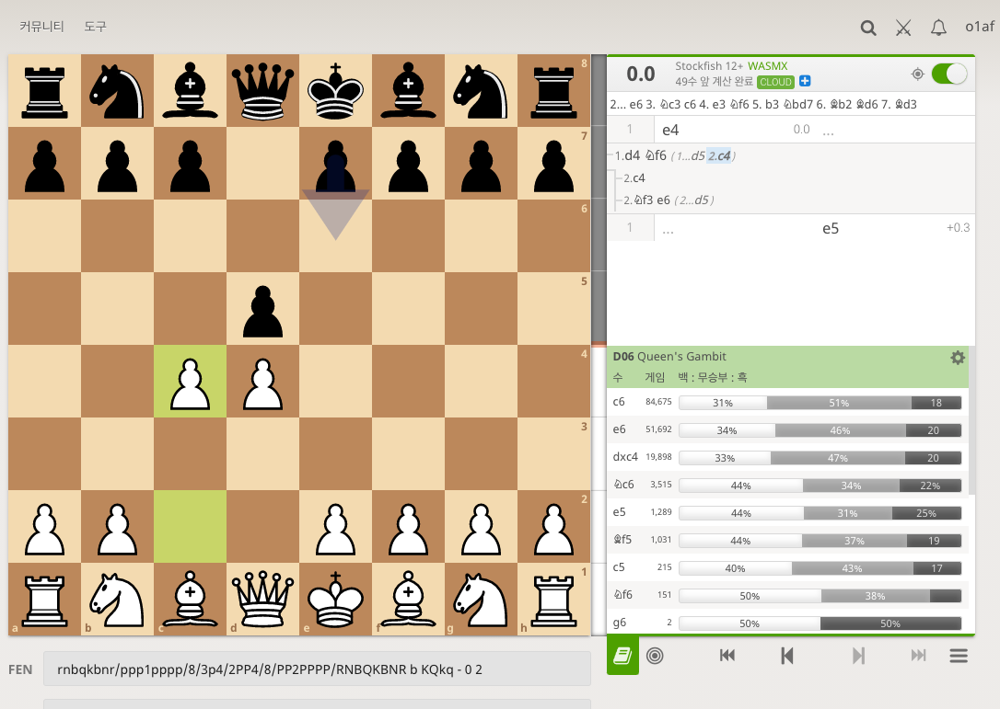 커뮤니티 도구
o1af
8
7
6
5
4
3
2
1
a b c d e f g h
0.0
Stockfish 12+ WASMX
49수 앞 계산 완료 CLOUD
2... e6 3. ♘c3 c6 4. e3 ♘f6 5. b3 ♘bd7 6. ♗b2 ♗d6 7. ♗d3
1 e4 0.0 ...
1.d4 ♘f6 (1...d5 2.c4)
2.c4
2.♘f3 e6 (2...d5)
1 ... e5 +0.3
D06 Queen's Gambit
수 게임 백 : 무승부 : 흑
c6 84,675 31% 51% 18
e6 51,692 34% 46% 20
dxc4 19,898 33% 47% 20
♘c6 3,515 44% 34% 22%
e5 1,289 44% 31% 25%
♗f5 1,031 44% 37% 19
c5 215 40% 43% 17
♘f6 151 50% 38%
g6 2 50% 50%
FEN rnbqkbnr/ppp1pppp/8/3p4/2PP4/8/PP2PPPP/RNBQKBNR b KQkq - 0 2